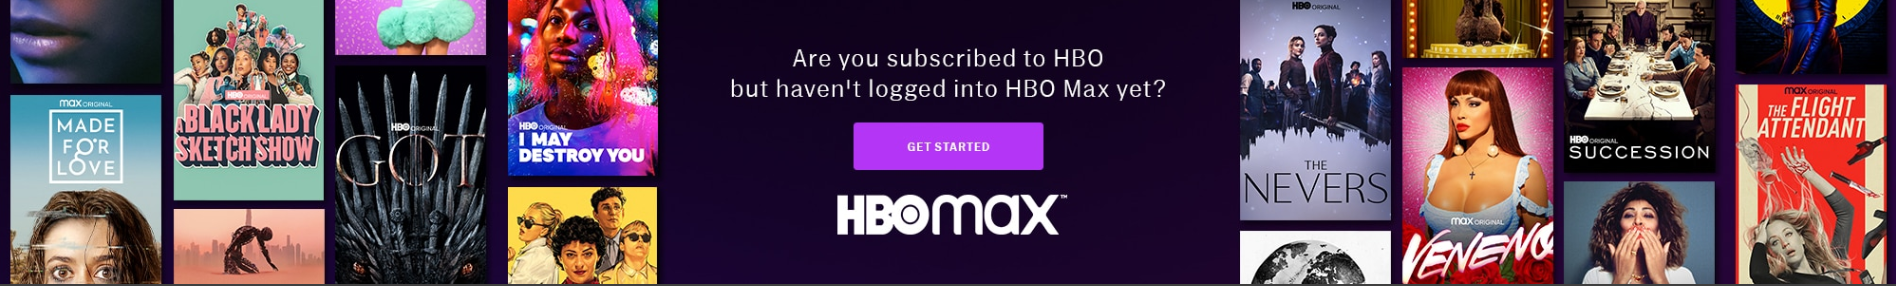 max ORIGINAL
MADE
FOR
LOVE
HBO ORIGINAL
A BLACK LADY
SKETCH SHOW
HBO ORIGINAL
GOT
HBO ORIGINAL
I MAY
DESTROY YOU
Are you subscribed to HBO
but haven't logged into HBO Max yet?
GET STARTED
HBOmax™
HBO ORIGINAL
THE
NEVERS
max ORIGINAL
VENENO
HBO ORIGINAL
SUCCESSION
max ORIGINAL
THE FLIGHT
ATTENDANT